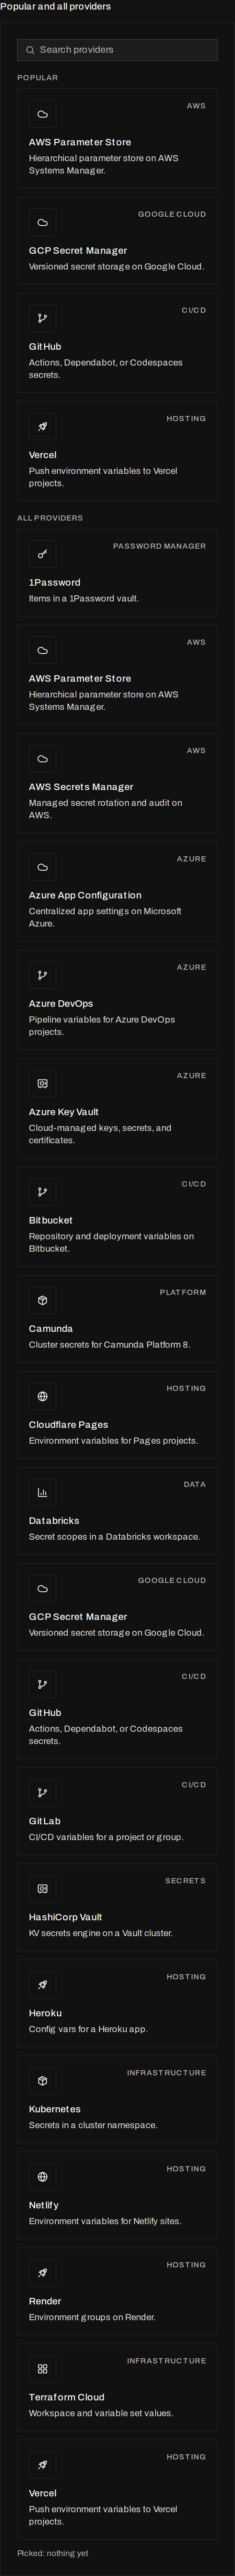 Popular and all providers
Search providers
POPULAR
AWS
AWS Parameter Store
Hierarchical parameter store on AWS
Systems Manager.
GOOGLE CLOUD
GCP Secret Manager
Versioned secret storage on Google Cloud.
CI/CD
GitHub
Actions, Dependabot, or Codespaces
secrets.
HOSTING
Vercel
Push environment variables to Vercel
projects.
ALL PROVIDERS
PASSWORD MANAGER
1Password
Items in a 1Password vault.
AWS
AWS Parameter Store
Hierarchical parameter store on AWS
Systems Manager.
AWS
AWS Secrets Manager
Managed secret rotation and audit on
AWS.
AZURE
Azure App Configuration
Centralized app settings on Microsoft
Azure.
AZURE
Azure DevOps
Pipeline variables for Azure DevOps
projects.
AZURE
Azure Key Vault
Cloud-managed keys, secrets, and
certificates.
CI/CD
Bitbucket
Repository and deployment variables on
Bitbucket.
PLATFORM
Camunda
Cluster secrets for Camunda Platform 8.
HOSTING
Cloudflare Pages
Environment variables for Pages projects.
DATA
Databricks
Secret scopes in a Databricks workspace.
GOOGLE CLOUD
GCP Secret Manager
Versioned secret storage on Google Cloud.
CI/CD
GitHub
Actions, Dependabot, or Codespaces
secrets.
CI/CD
GitLab
CI/CD variables for a project or group.
SECRETS
HashiCorp Vault
KV secrets engine on a Vault cluster.
HOSTING
Heroku
Config vars for a Heroku app.
INFRASTRUCTURE
Kubernetes
Secrets in a cluster namespace.
HOSTING
Netlify
Environment variables for Netlify sites.
HOSTING
Render
Environment groups on Render.
INFRASTRUCTURE
Terraform Cloud
Workspace and variable set values.
HOSTING
Vercel
Push environment variables to Vercel
projects.
Picked: nothing yet